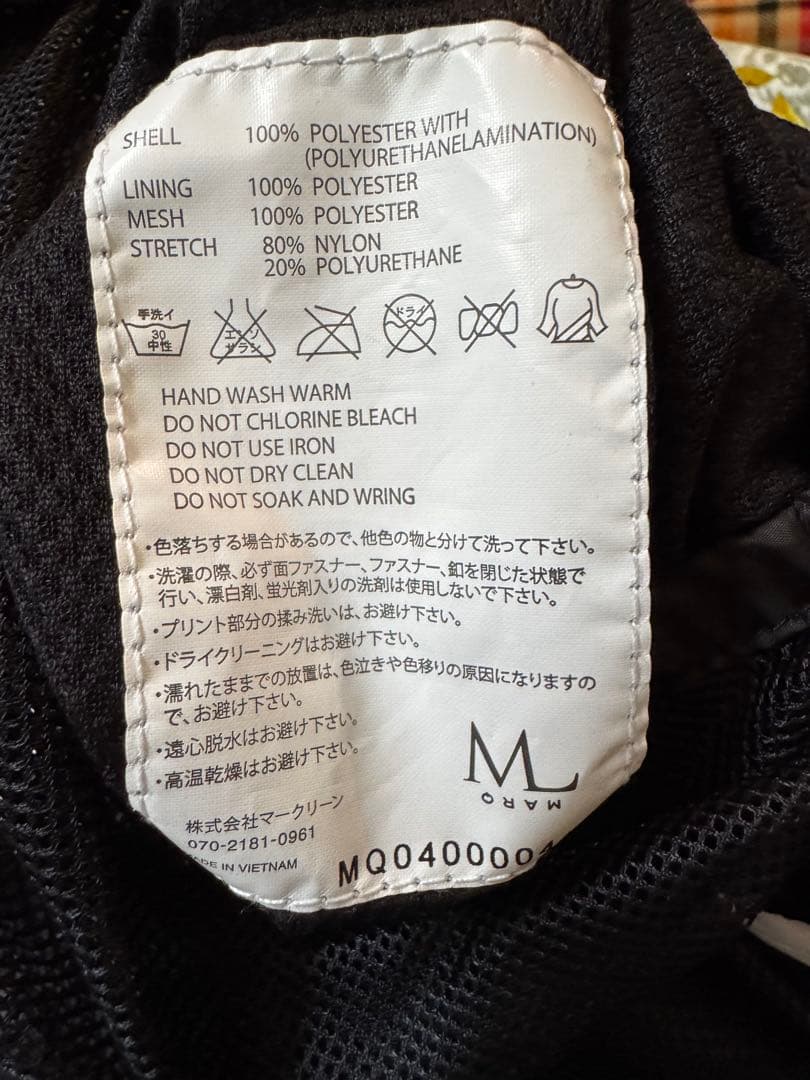 SHELL 100% POLYESTER WITH
(POLYURETHANELAMINATION)
LINING 100% POLYESTER
MESH 100% POLYESTER
STRETCH 80% NYLON
20% POLYURETHANE
手洗イ
30
中性
エンソ
サラシ
ドライ
HAND WASH WARM
DO NOT CHLORINE BLEACH
DO NOT USE IRON
DO NOT DRY CLEAN
DO NOT SOAK AND WRING
・色落ちする場合があるので、他色の物と分けて洗って下さい。
・洗濯の際、必ず面ファスナー、ファスナー、釦を閉じた状態で
行い、漂白剤、蛍光剤入りの洗剤は使用しないで下さい。
・プリント部分の揉み洗いは、お避け下さい。
・ドライクリーニングはお避け下さい。
・濡れたままでの放置は、色泣きや色移りの原因になりますの
で、お避け下さい。
・遠心脱水はお避け下さい。
・高温乾燥はお避け下さい。
ML
MARQ
株式会社マークリーン
070-2181-0961
IN VIETNAM